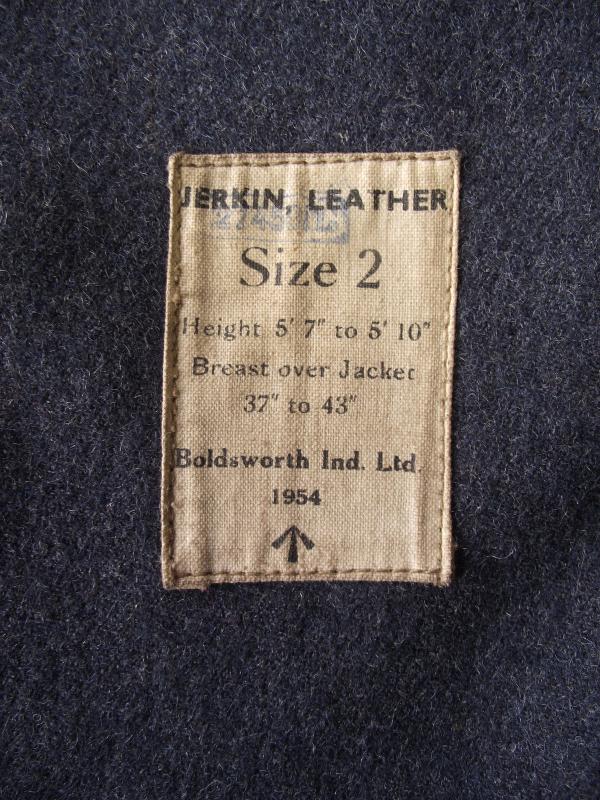 JERKIN, LEATHER
Size 2
Height 5' 7" to 5' 10"
Breast over Jacket
37" to 43"
Boldsworth Ind. Ltd.
1954